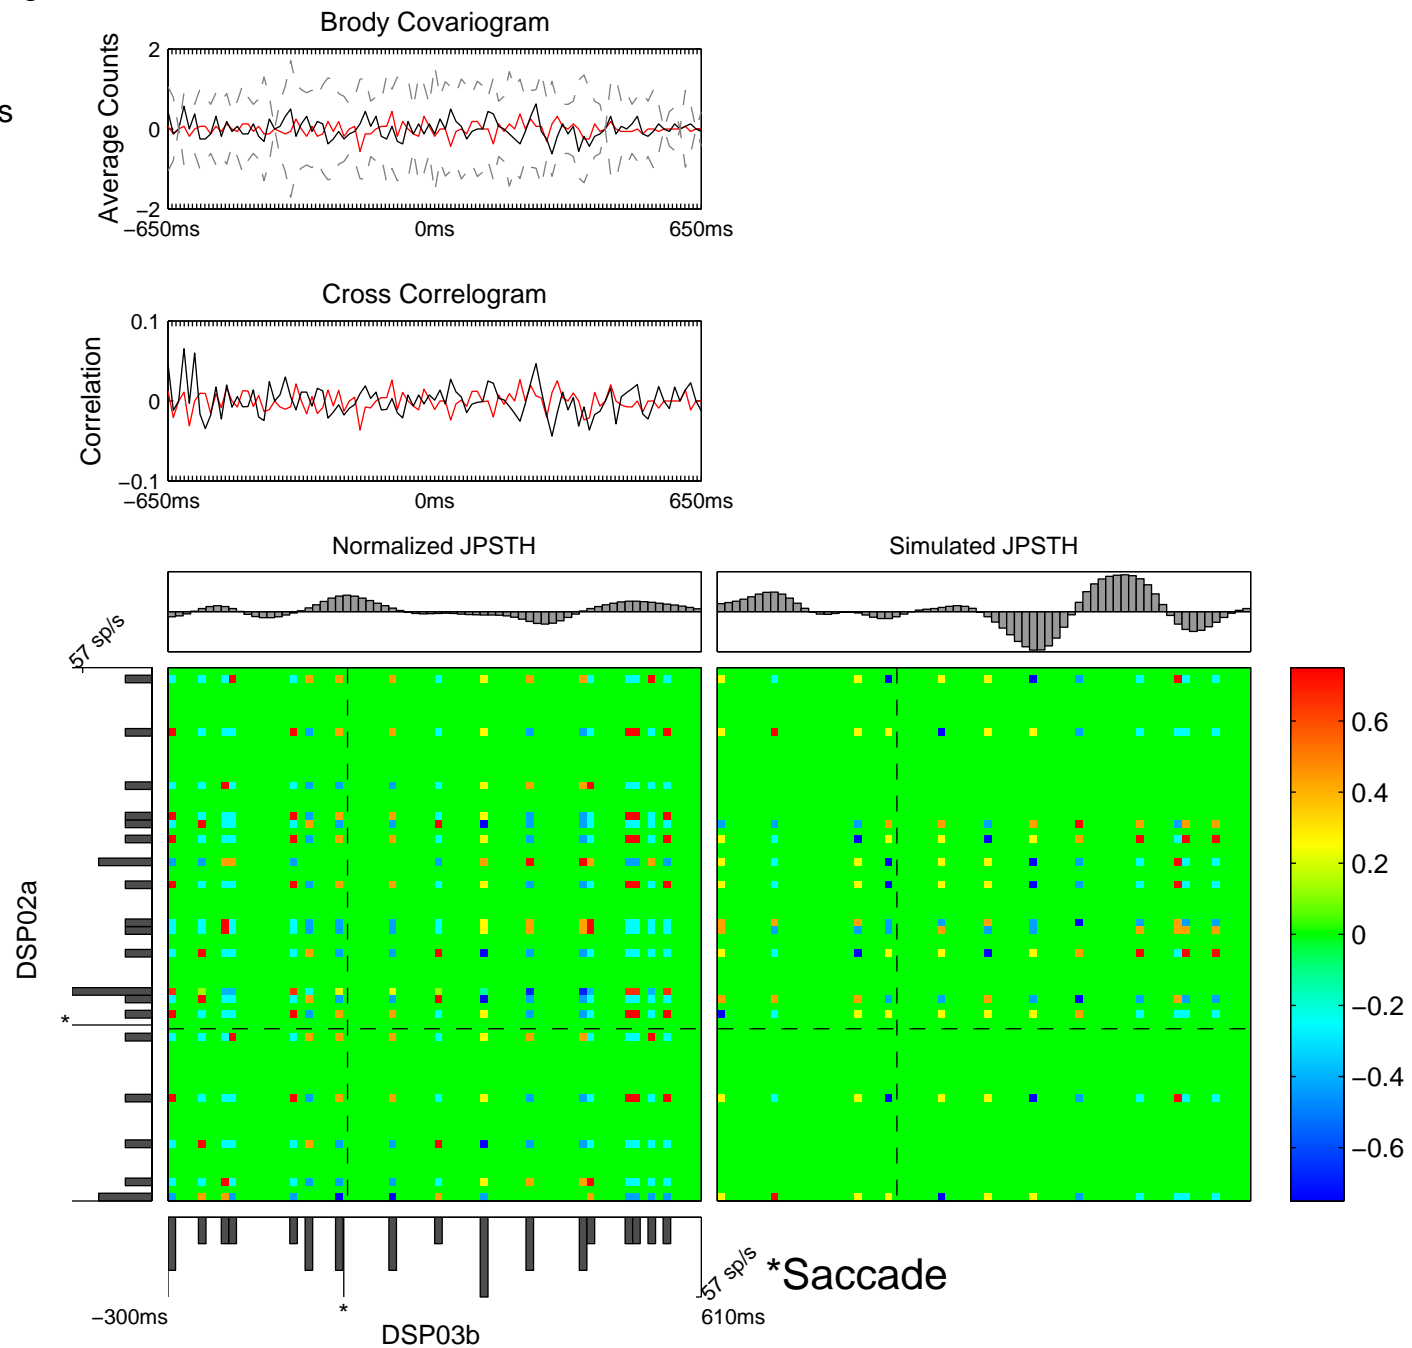 Brody Covariogram
s
Average Counts
2
0
−2
−650ms
0ms
650ms
Cross Correlogram
Correlation
0.1
0
−0.1
−650ms
0ms
650ms
Normalized JPSTH
Simulated JPSTH
57 sp/s
DSP02a
*
0.6
0.4
0.2
0
−0.2
−0.4
−0.6
57 sp/s
*Saccade
−300ms
*
610ms
DSP03b